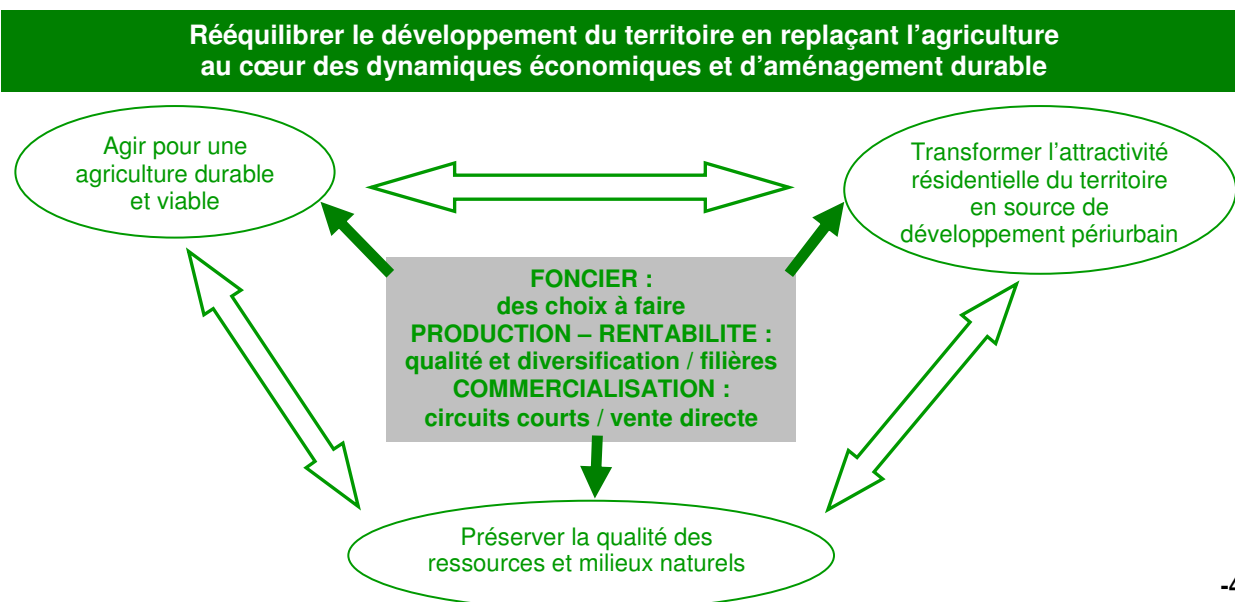 Rééquilibrer le développement du territoire en replaçant l’agriculture
au cœur des dynamiques économiques et d’aménagement durable
Agir pour une
agriculture durable
et viable
Transformer l’attractivité
résidentielle du territoire
en source de
développement périurbain
FONCIER :
des choix à faire
PRODUCTION – RENTABILITE :
qualité et diversification / filières
COMMERCIALISATION :
circuits courts / vente directe
Préserver la qualité des
ressources et milieux naturels
-4